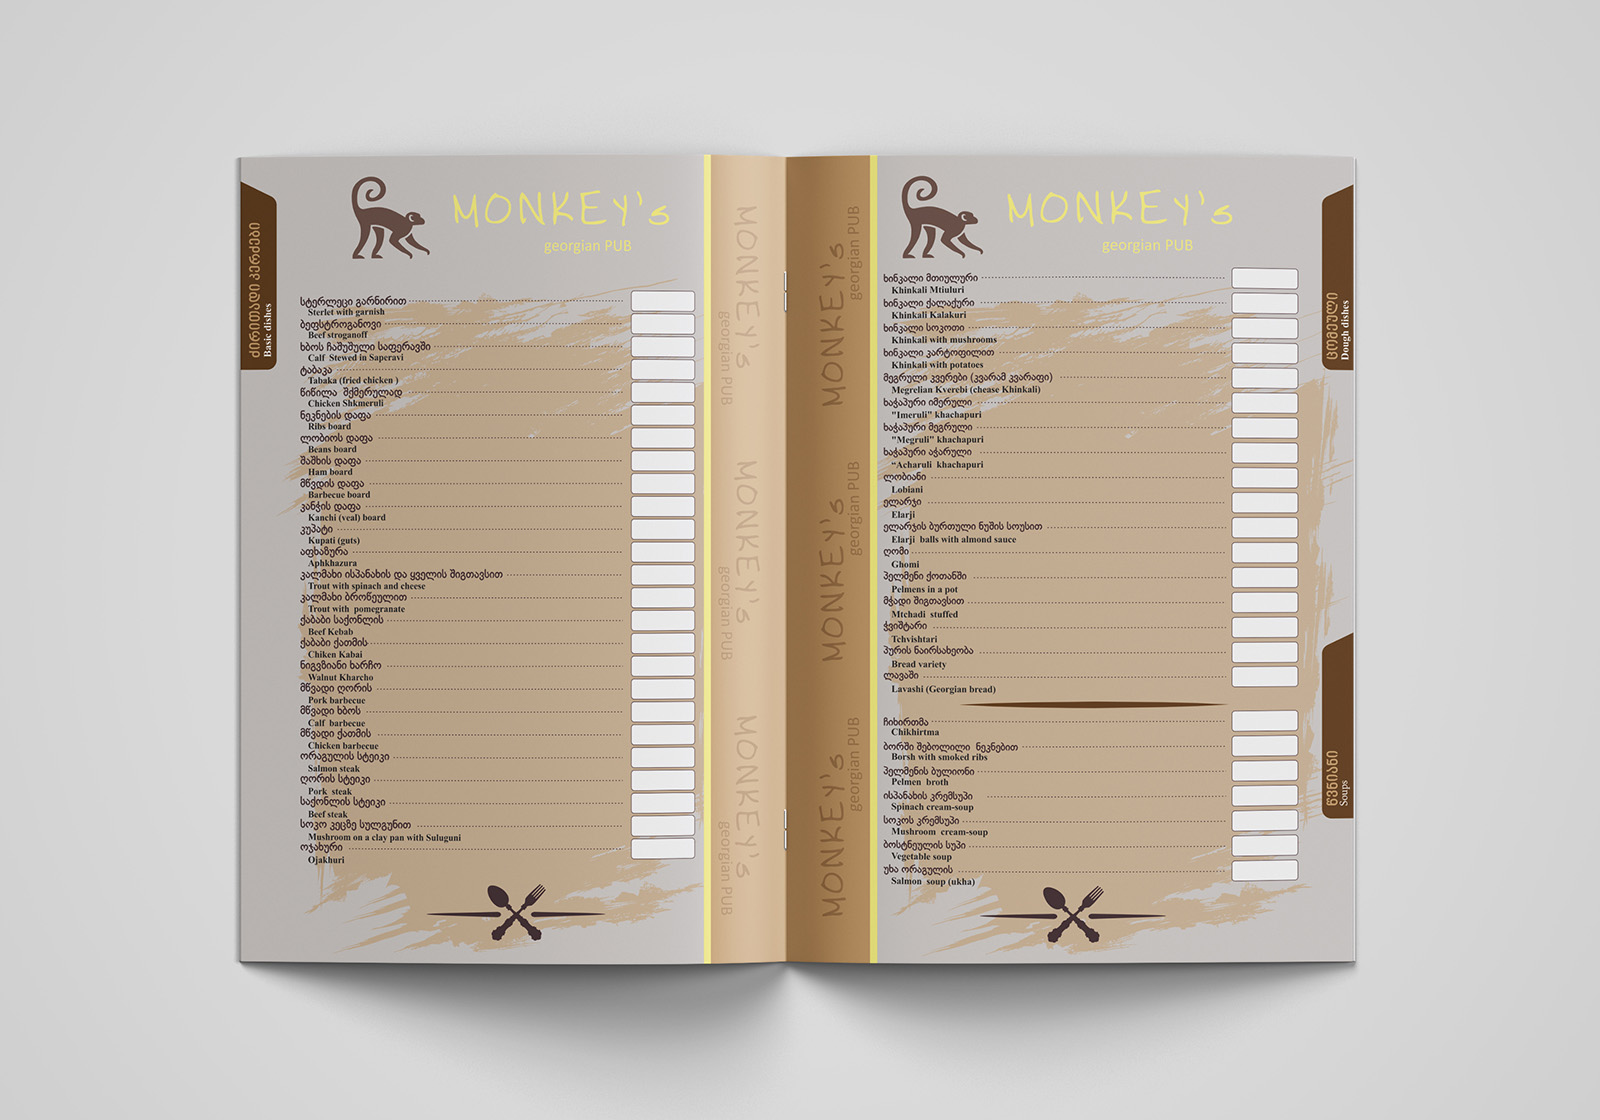 ძირითადი კერძები
Basic dishes
MONKEY's
georgian PUB
სტერლეცი გარნირით
Sterlet with garnish
ბეფსტროგანოვი
Beef stroganoff
ხბოს ჩაშუშული საფერავში
Calf Stewed in Saperavi
ტაბაკა
Tabaka (fried chicken )
წიწილა შქმერულად
Chicken Shkmeruli
ნეკნების დაფა
Ribs board
ლობიოს დაფა
Beans board
შაშხის დაფა
Ham board
მწვდის დაფა
Barbecue board
კანჭის დაფა
Kanchi (veal) board
კუპატი
Kupati (guts)
აფხაზურა
Aphkhazura
კალმახი ისპანახის და ყველის შიგთავსით
Trout with spinach and cheese
კალმახი ბროწეულით
Trout with pomegranate
ქაბაბი საქონლის
Beef Kebab
ქაბაბი ქათმის
Chiken Kabai
ნიგვზიანი ხარჩო
Walnut Kharcho
მწვადი ღორის
Pork barbecue
მწვადი ხბოს
Calf barbecue
მწვადი ქათმის
Chicken barbecue
ორაგულის სტეიკი
Salmon steak
ღორის სტეიკი
Pork steak
საქონლის სტეიკი
Beef steak
სოკო კეცზე სულგუნით
Mushroom on a clay pan with Suluguni
ოჯახური
Ojakhuri
MONKEY's
georgian PUB
MONKEY's
georgian PUB
MONKEY's
georgian PUB
MONKEY's
georgian PUB
MONKEY's
georgian PUB
MONKEY's
georgian PUB
MONKEY's
georgian PUB
ხინკალი მთიულური
Khinkali Mtiuluri
ხინკალი ქალაქური
Khinkali Kalakuri
ხინკალი სოკოთი
Khinkali with mushrooms
ხინკალი კარტოფილით
Khinkali with potatoes
მეგრული კვერები (კვარამ კვარაფი)
Megrelian Kverebi (chease Khinkali)
ხაჭაპური იმერული
"Imeruli" khachapuri
ხაჭაპური მეგრული
"Megruli" khachapuri
ხაჭაპური აჭარული
“Acharuli khachapuri
ლობიანი
Lobiani
ელარჯი
Elarji
ელარჯის ბურთული ნუშის სოუსით
Elarji balls with almond sauce
ღომი
Ghomi
პელმენი ქოთანში
Pelmens in a pot
მჭადი შიგთავსით
Mtchadi stuffed
ჭვიშტარი
Tchvishtari
პურის ნაირსახეობა
Bread variety
ლავაში
Lavashi (Georgian bread)
ჩიხირთმა
Chikhirtma
ბორში შებოლილი ნეკნებით
Borsh with smoked ribs
პელმენის ბულიონი
Pelmen broth
ისპანახის კრემსუპი
Spinach cream-soup
სოკოს კრემსუპი
Mushroom cream-soup
ბოსტნეულის სუპი
Vegetable soup
უხა ორაგულის
Salmon soup (ukha)
ცომეული
Dough dishes
წვნიანი
Soups